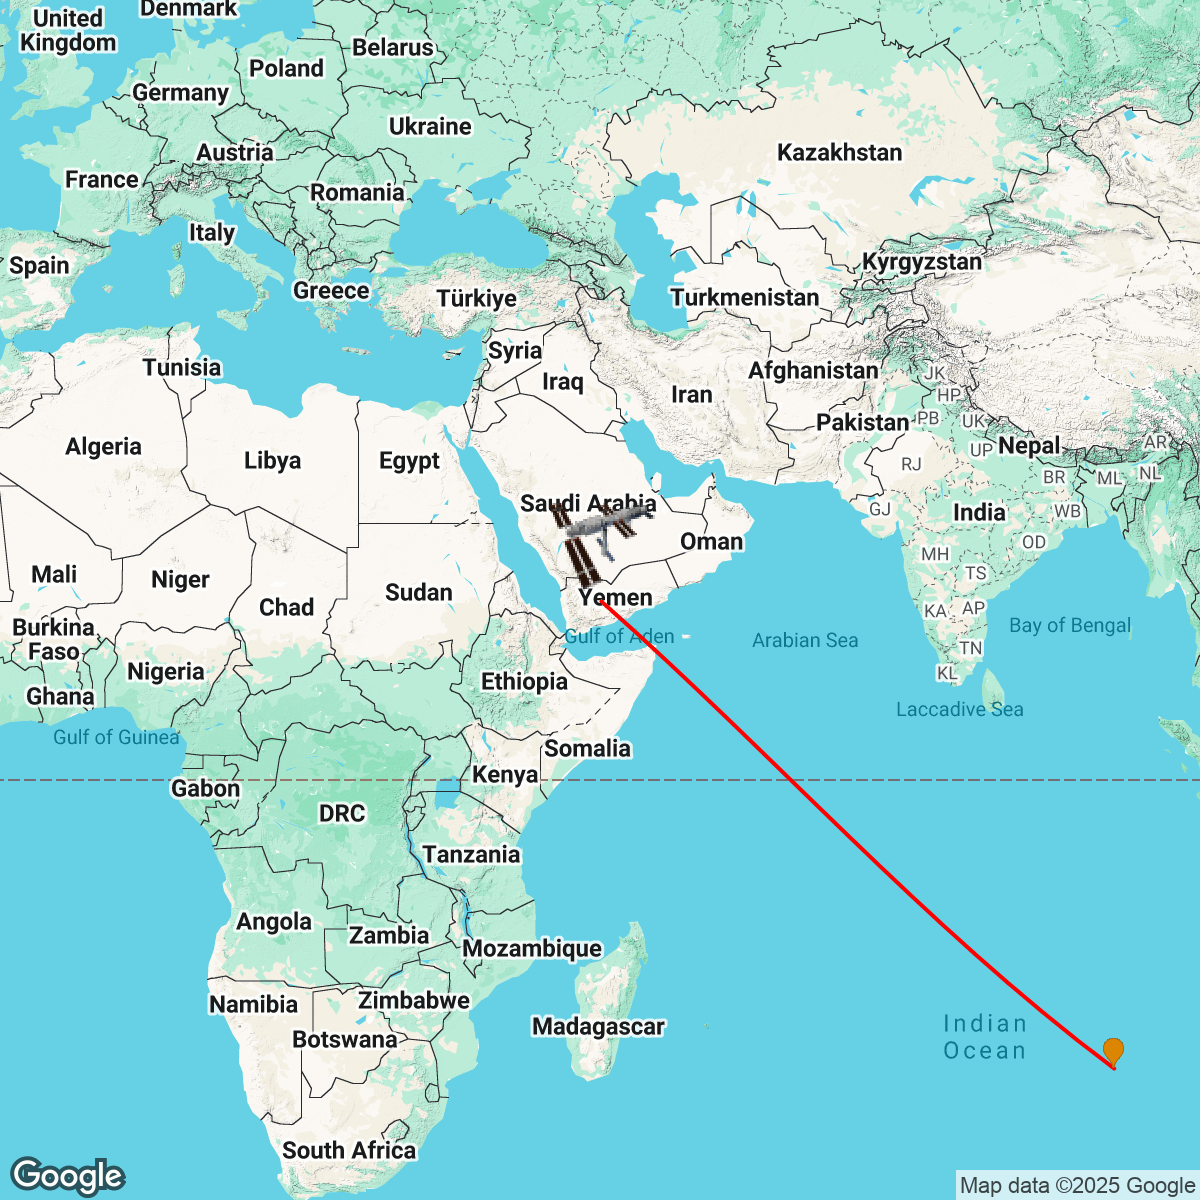 Denmark
United
Kingdom
Belarus
Poland
Germany
Ukraine
Austria
Kazakhstan
France
Romania
Italy
Spain
Kyrgyzstan
Greece
Türkiye
Turkmenistan
Syria
Tunisia
Afghanistan
JK
Iraq
Iran
HP
Pakistan
PB
UK
Algeria
Nepal
AR
UP
Libya
Egypt
RJ
BR
ML
NL
Saudi Arabia
GJ
India
WB
Oman
OD
MH
Mali
Niger
TS
Sudan
Yemen
Chad
KA
AP
Burkina
Faso
Gulf of Aden
Arabian Sea
Bay of Bengal
TN
Nigeria
KL
Ethiopia
Ghana
Laccadive Sea
Gulf of Guinea
Somalia
Kenya
Gabon
DRC
Tanzania
Angola
Zambia
Mozambique
Namibia
Zimbabwe
Indian
Ocean
Madagascar
Botswana
South Africa
Google
Map data ©2025 Google